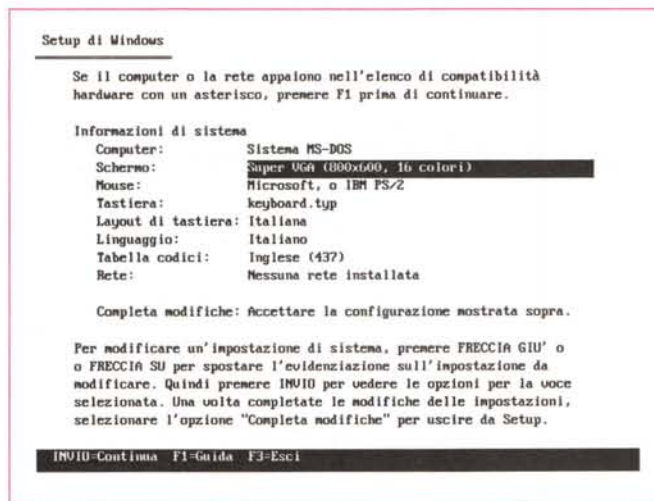 Setup di Windows
Se il computer o la rete appaiono nell'elenco di compatibilità
hardware con un asterisco, premere F1 prima di continuare.
Informazioni di sistema
Computer: Sistema MS-DOS
Schermo: Super VGA (800x600, 16 colori)
Mouse: Microsoft, o IBM PS/2
Tastiera: keyboard.typ
Layout di tastiera: Italiana
Linguaggio: Italiano
Tabella codici: Inglese (437)
Rete: Nessuna rete installata
Completa modifiche: Accettare la configurazione mostrata sopra.
Per modificare un'impostazione di sistema, premere FRECCIA GIU' o
o FRECCIA SU per spostare l'evidenziazione sull'impostazione da
modificare. Quindi premere INVIO per vedere le opzioni per la voce
selezionata. Una volta completate le modifiche delle impostazioni,
selezionare l'opzione "Completa modifiche" per uscire da Setup.
INVIO=Continua F1=Guida F3=Esci